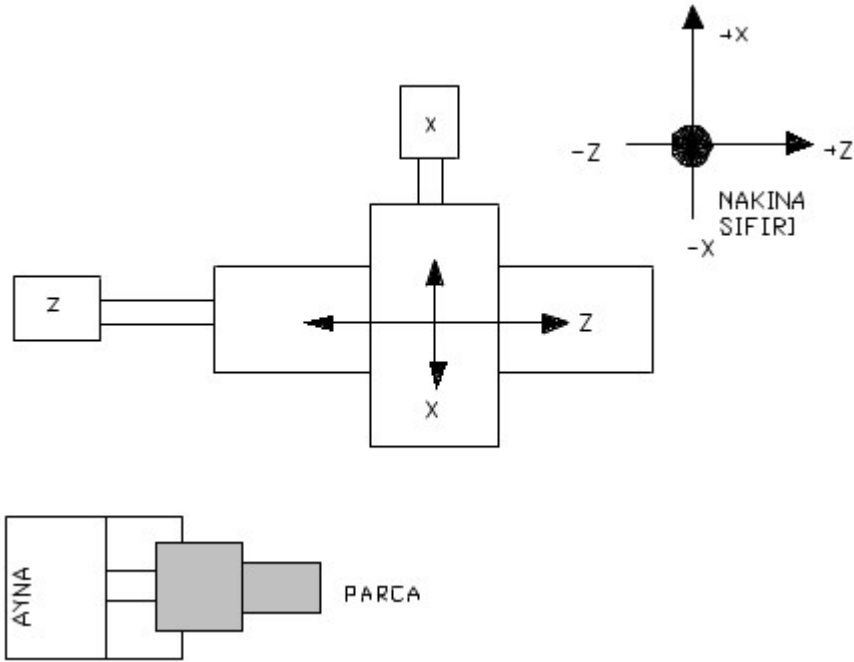 +X
X
-Z
+Z
NAKINA
SIFIRI
-X
Z
Z
X
AYNA
PARCA